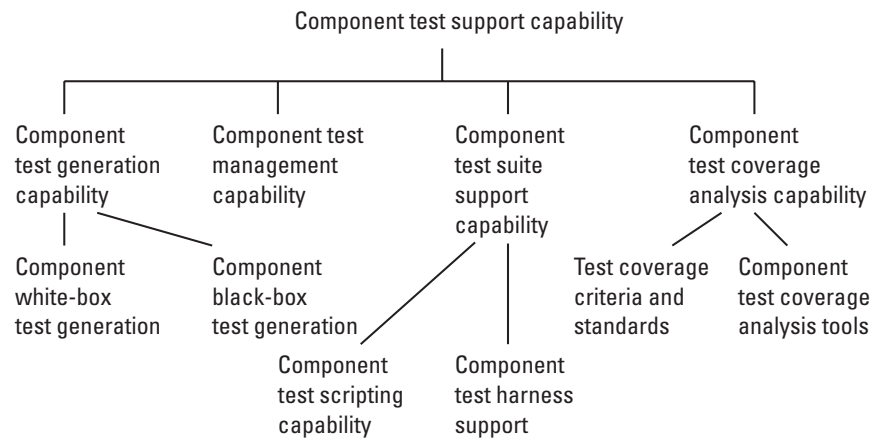 Component test support capability
Component
test generation
capability
Component test
management
capability
Component
test suite
support
capability
Component
test coverage
analysis capability
Component
white-box
test generation
Component
black-box
test generation
Test coverage
criteria and
standards
Component
test coverage
analysis tools
Component
test scripting
capability
Component
test harness
support